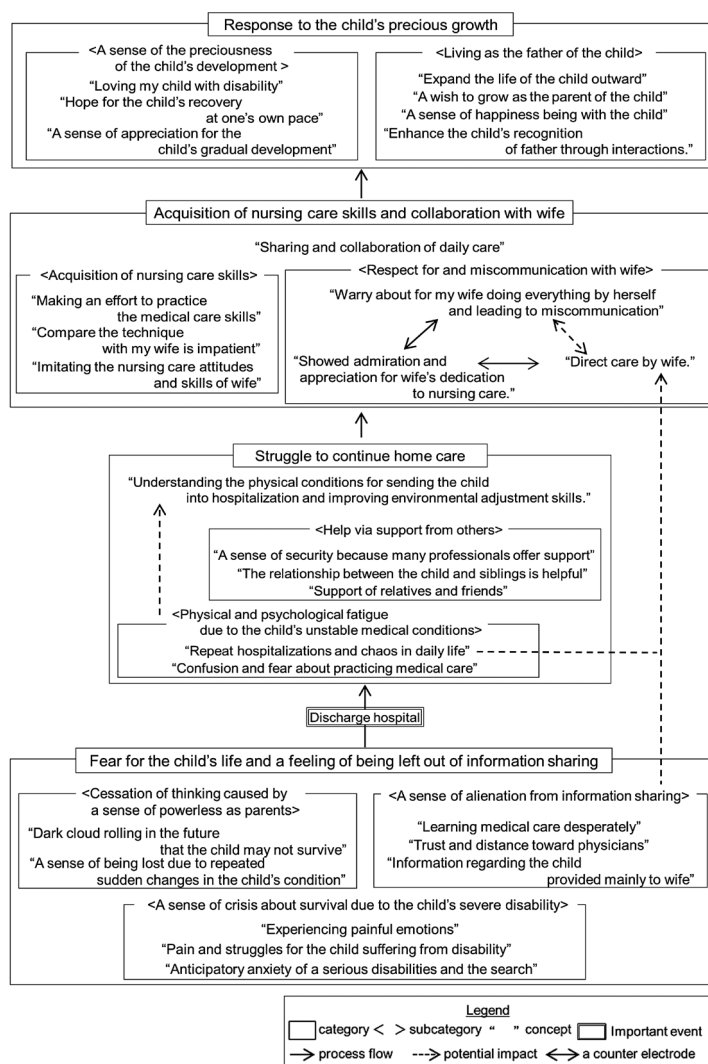 Response to the child's precious growth
<A sense of the preciousness
of the child's development >
"Loving my child with disability"
"Hope for the child's recovery
at one's own pace"
"A sense of appreciation for the
child's gradual development"
<Living as the father of the child>
"Expand the life of the child outward"
"A wish to grow as the parent of the child"
"A sense of happiness being with the child"
"Enhance the child's recognition
of father through interactions."
Acquisition of nursing care skills and collaboration with wife
"Sharing and collaboration of daily care"
<Acquisition of nursing care skills>
"Making an effort to practice
the medical care skills"
"Compare the technique
with my wife is impatient"
"Imitating the nursing care attitudes
and skills of wife"
<Respect for and miscommunication with wife>
"Warry about for my wife doing everything by herself
and leading to miscommunication"
"Showed admiration and
appreciation for wife's dedication
to nursing care."
"Direct care by wife."
Struggle to continue home care
"Understanding the physical conditions for sending the child
into hospitalization and improving environmental adjustment skills."
<Help via support from others>
"A sense of security because many professionals offer support"
"The relationship between the child and siblings is helpful"
"Support of relatives and friends"
<Physical and psychological fatigue
due to the child's unstable medical conditions>
"Repeat hospitalizations and chaos in daily life"
"Confusion and fear about practicing medical care"
Discharge hospital
Fear for the child's life and a feeling of being left out of information sharing
<Cessation of thinking caused by
a sense of powerless as parents>
"Dark cloud rolling in the future
that the child may not survive"
"A sense of being lost due to repeated
sudden changes in the child's condition"
<A sense of alienation from information sharing>
"Learning medical care desperately"
"Trust and distance toward physicians"
"Information regarding the child
provided mainly to wife"
<A sense of crisis about survival due to the child's severe disability>
"Experiencing painful emotions"
"Pain and struggles for the child suffering from disability"
"Anticipatory anxiety of a serious disabilities and the search"
Legend
category < > subcategory " " concept Important event
process flow potential impact a counter electrode